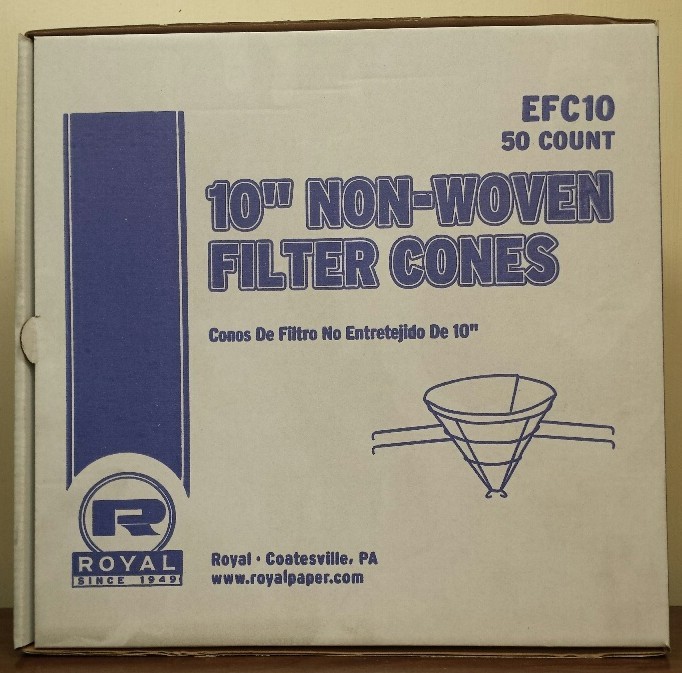 EFC10
50 COUNT
10" NON-WOVEN
FILTER CONES
Conos De Filtro No Entretejido De 10"
R
ROYAL
SINCE 1949
Royal • Coatesville, PA
www.royalpaper.com